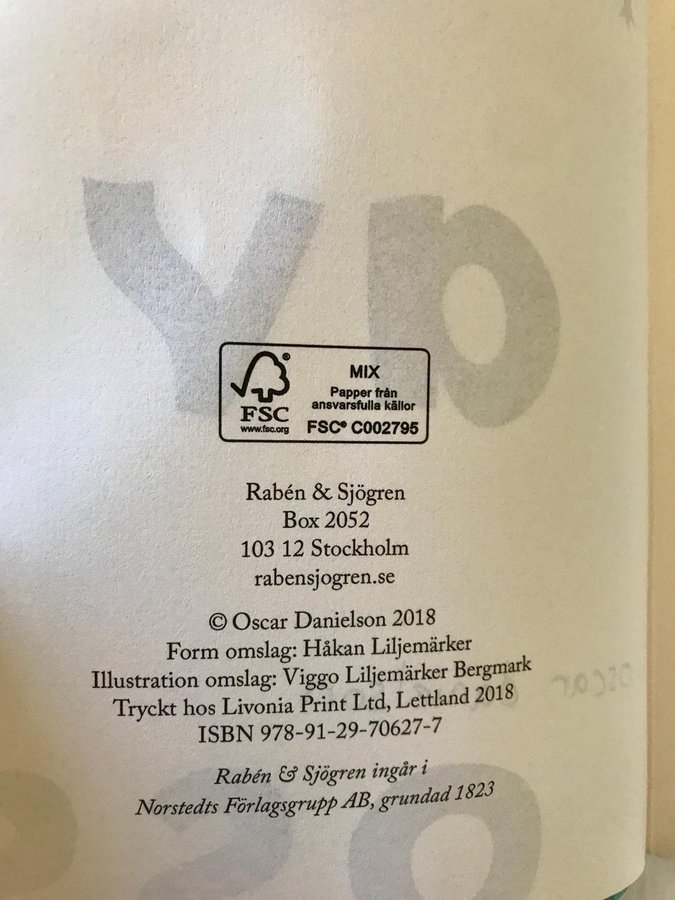 MIX
Papper från
ansvarsfulla källor
FSC® C002795
FSC
www.fsc.org
Rabén & Sjögren
Box 2052
103 12 Stockholm
rabensjogren.se
© Oscar Danielson 2018
Form omslag: Håkan Liljemärker
Illustration omslag: Viggo Liljemärker Bergmark
Tryckt hos Livonia Print Ltd, Lettland 2018
ISBN 978-91-29-70627-7
Rabén & Sjögren ingår i
Norstedts Förlagsgrupp AB, grundad 1823